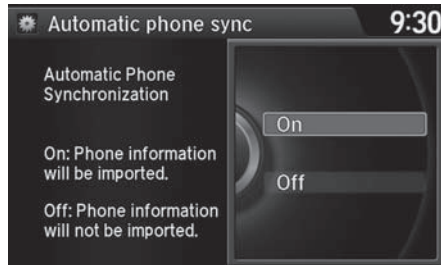 Automatic phone sync
9:30
Automatic Phone
Synchronization
On: Phone information
will be imported.
Off: Phone information
will not be imported.
On
Off